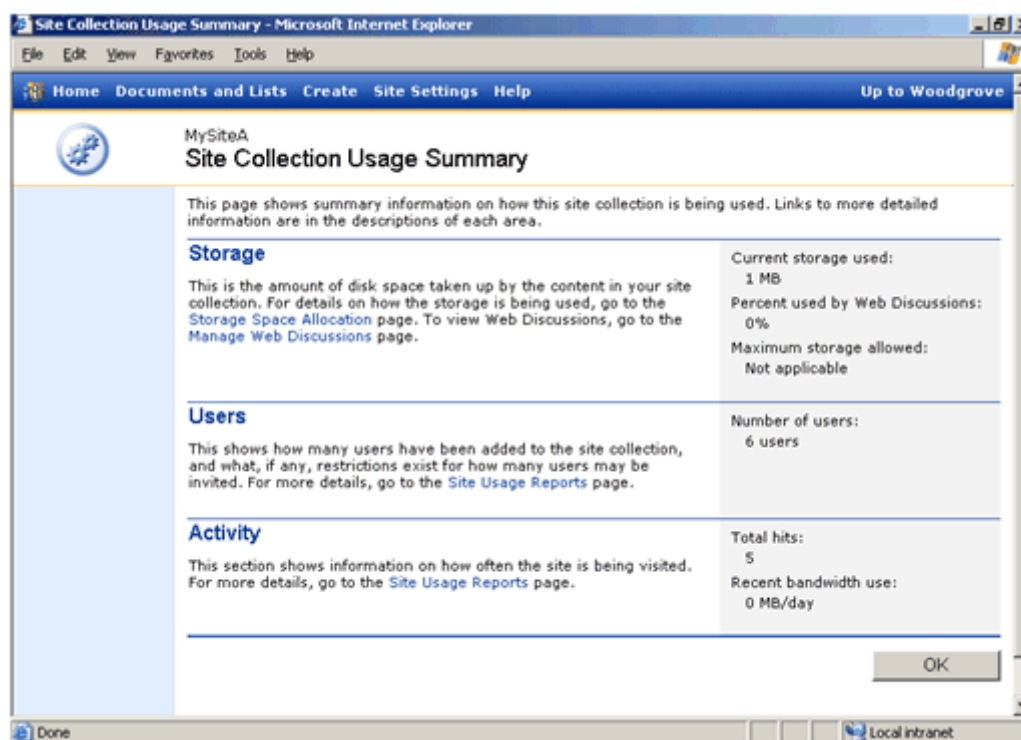 Site Collection Usage Summary - Microsoft Internet Explorer
File Edit View Favorites Tools Help
Home Documents and Lists Create Site Settings Help Up to Woodgrove
MySiteA
Site Collection Usage Summary
This page shows summary information on how this site collection is being used. Links to more detailed
information are in the descriptions of each area.
Storage
This is the amount of disk space taken up by the content in your site
collection. For details on how the storage is being used, go to the
Storage Space Allocation page. To view Web Discussions, go to the
Manage Web Discussions page.
Current storage used:
1 MB
Percent used by Web Discussions:
0%
Maximum storage allowed:
Not applicable
Users
This shows how many users have been added to the site collection,
and what, if any, restrictions exist for how many users may be
invited. For more details, go to the Site Usage Reports page.
Number of users:
6 users
Activity
This section shows information on how often the site is being visited.
For more details, go to the Site Usage Reports page.
Total hits:
5
Recent bandwidth use:
0 MB/day
OK
Done
Local intranet